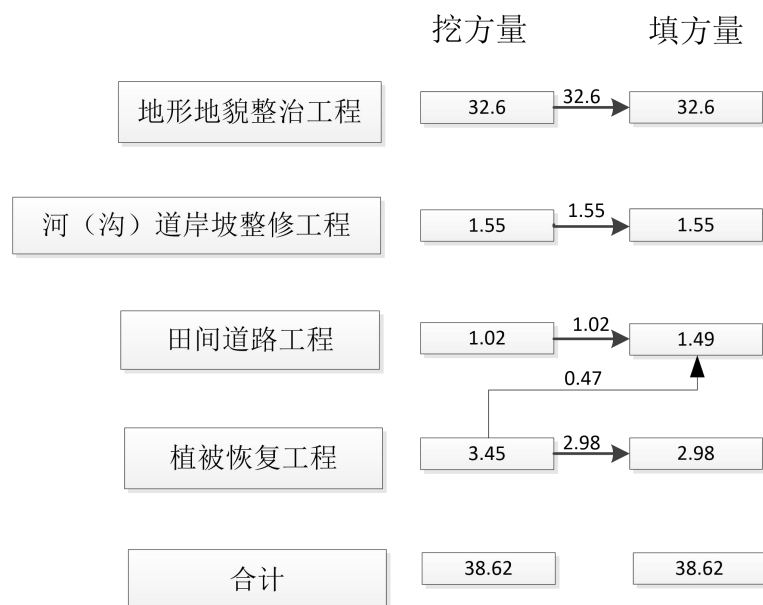 挖方量 填方量
地形地貌整治工程 32.6 32.6 32.6
河（沟）道岸坡整修工程 1.55 1.55 1.55
田间道路工程 1.02 1.02 1.49
0.47
植被恢复工程 3.45 2.98 2.98
合计 38.62 38.62